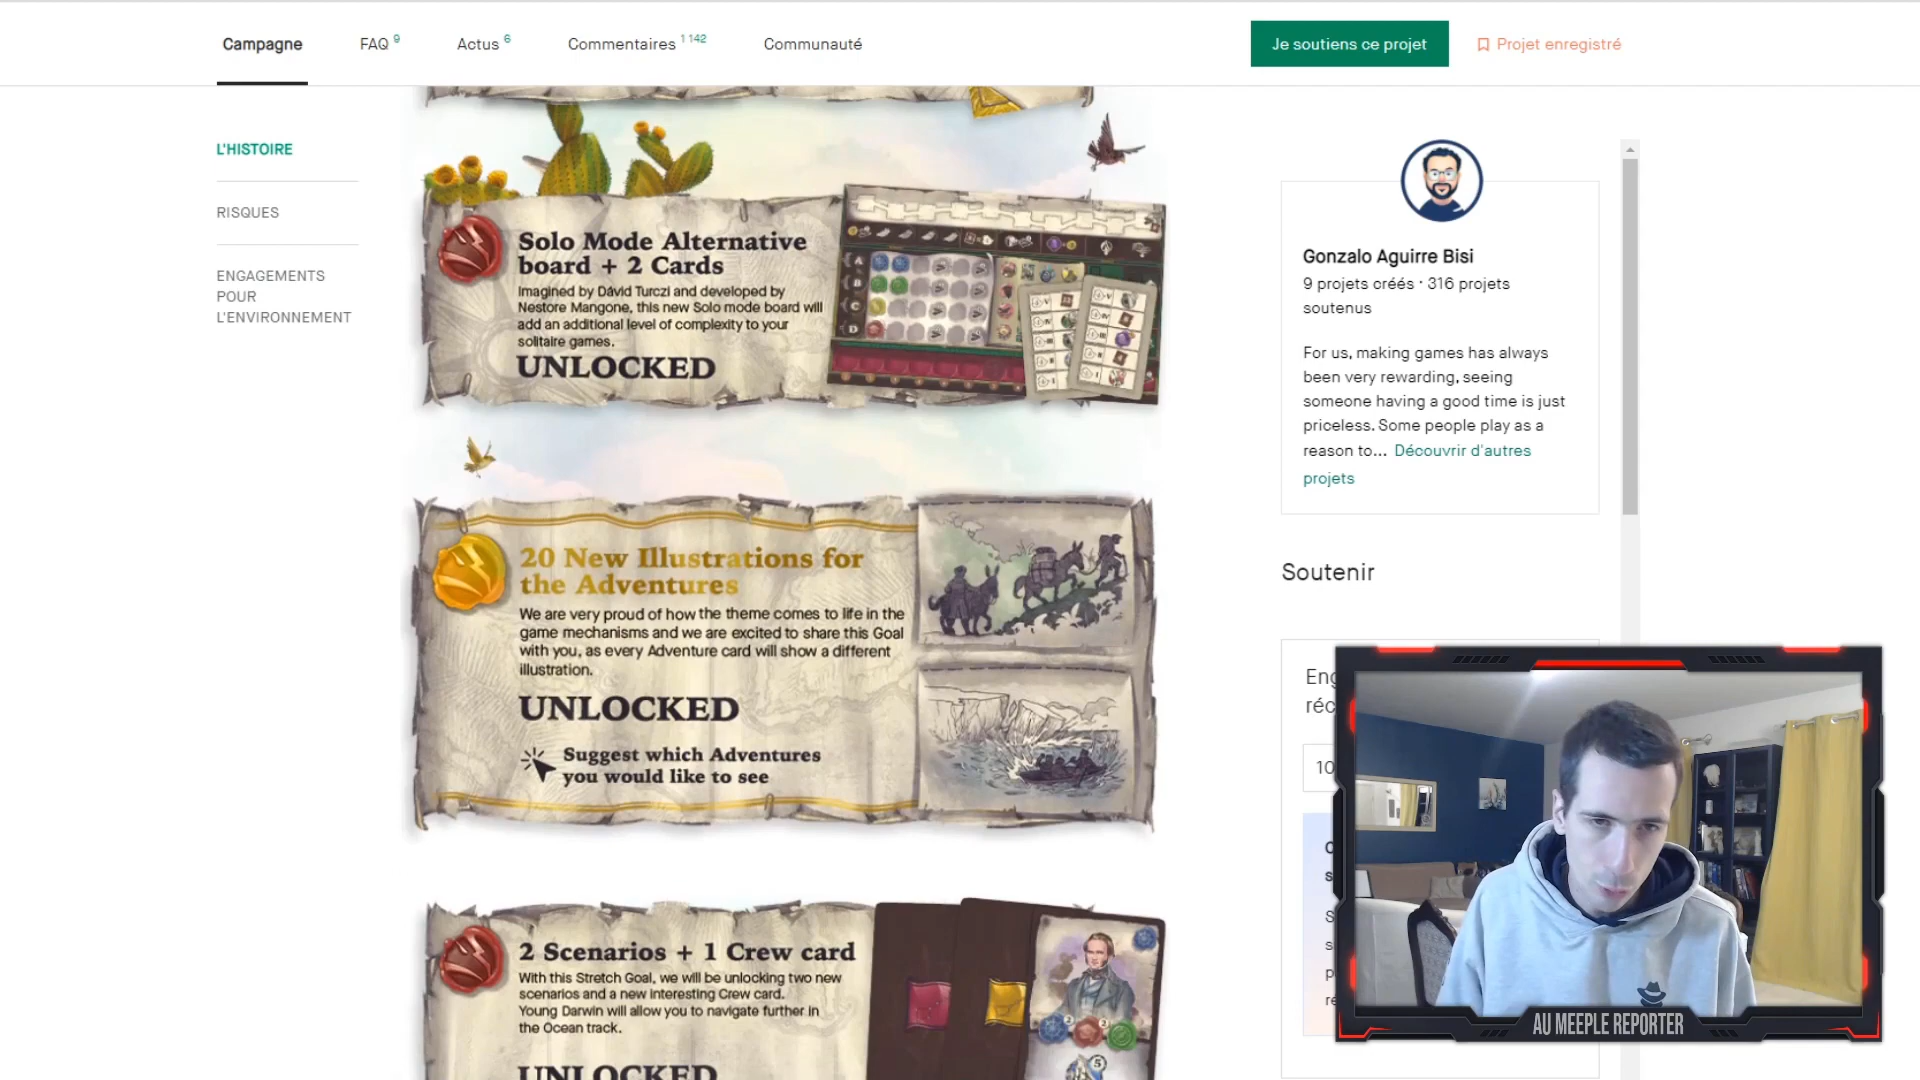 Campagne
FAQ 9
Actus 6
Commentaires 1 142
Communauté
Je soutiens ce projet
Projet enregistré
L'HISTOIRE
RISQUES
ENGAGEMENTS
POUR
L'ENVIRONNEMENT
Solo Mode Alternative
board + 2 Cards
Imagined by Dávid Turczi and developed by
Nestore Mangone, this new Solo mode board will
add an additional level of complexity to your
solitaire games.
UNLOCKED
A
B
C
D
20 New Illustrations for
the Adventures
We are very proud of how the theme comes to life in the
game mechanisms and we are excited to share this Goal
with you, as every Adventure card will show a different
illustration.
UNLOCKED
Suggest which Adventures
you would like to see
2 Scenarios + 1 Crew card
With this Stretch Goal, we will be unlocking two new
scenarios and a new interesting Crew card.
Young Darwin will allow you to navigate further in
the Ocean track.
UNLOCKED
2
3
5
Gonzalo Aguirre Bisi
9 projets créés · 316 projets
soutenus
For us, making games has always
been very rewarding, seeing
someone having a good time is just
priceless. Some people play as a
reason to... Découvrir d'autres
projets
Soutenir
Eng
réc
10
AU MEEPLE REPORTER